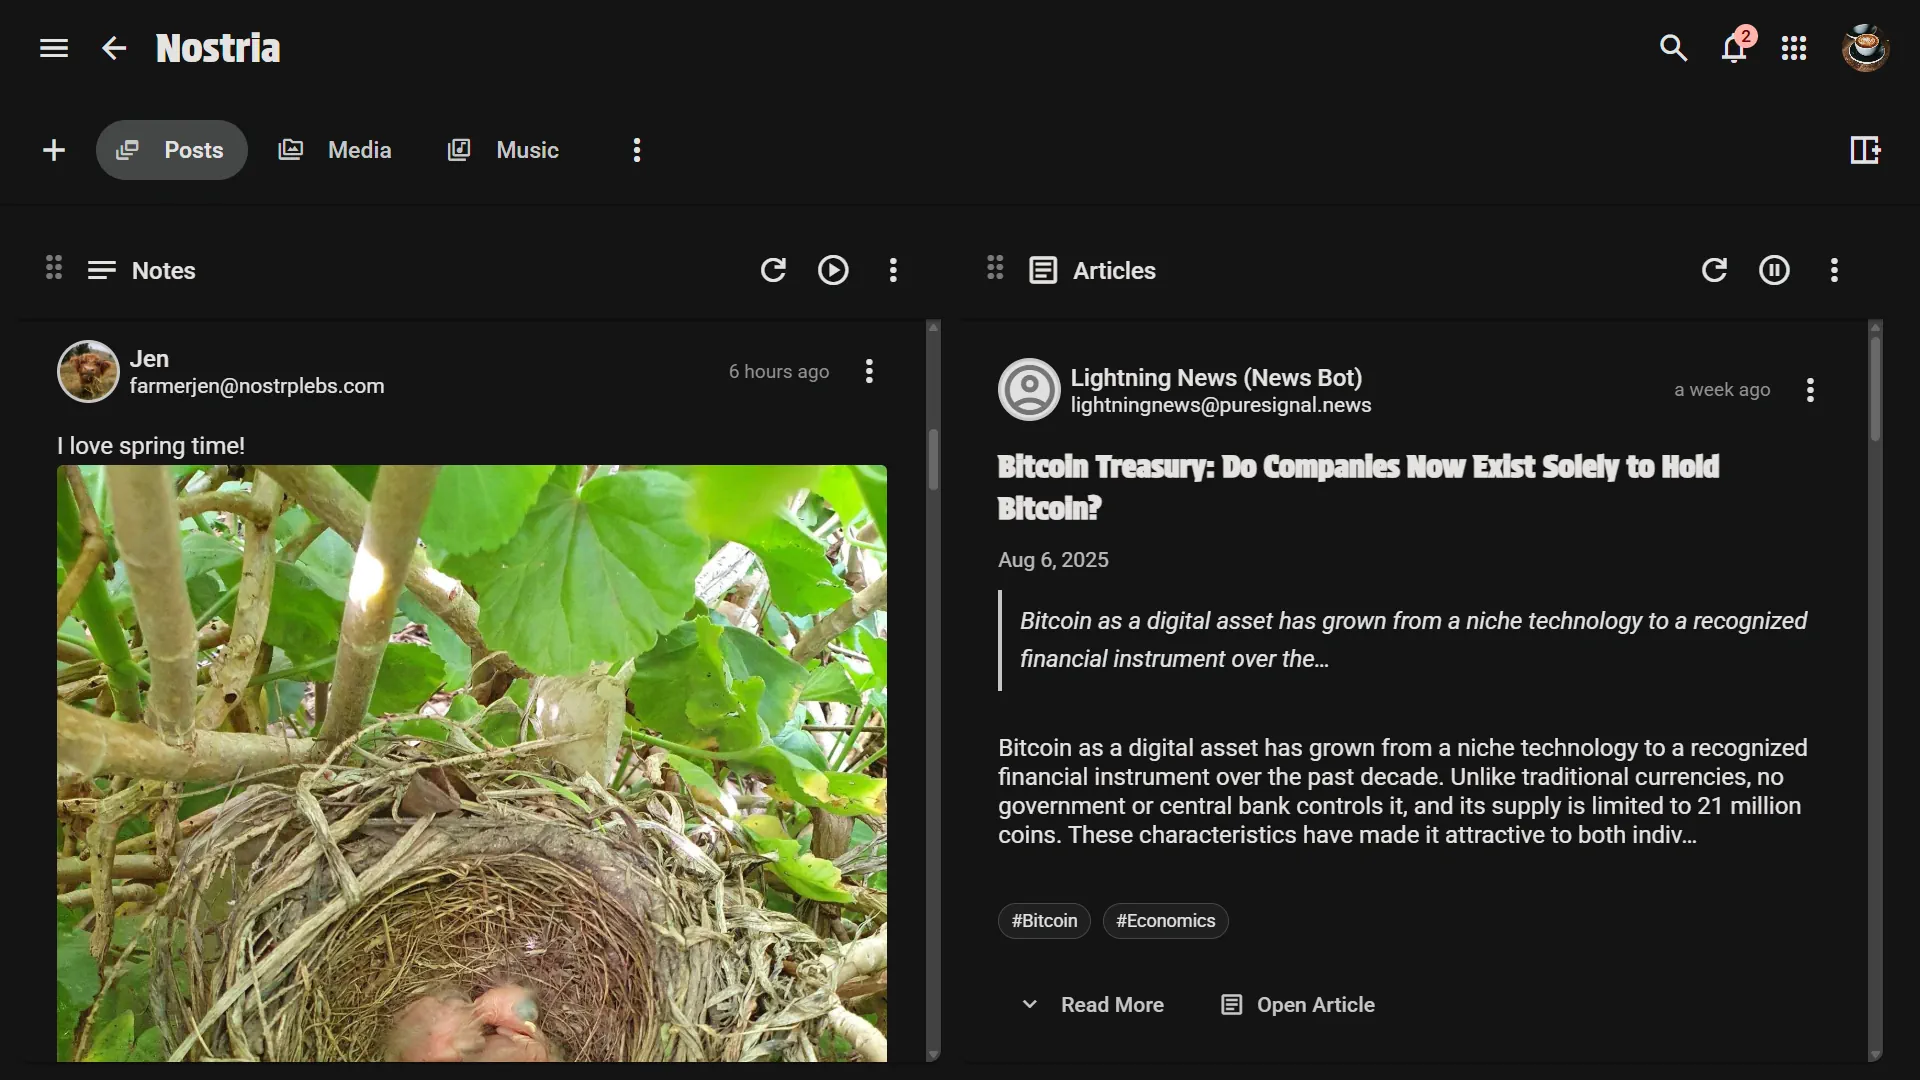 Nostria
2
Posts
Media
Music
Notes
Jen
farmerjen@nostrplebs.com
6 hours ago
I love spring time!
Articles
Lightning News (News Bot)
lightningnews@puresignal.news
a week ago
Bitcoin Treasury: Do Companies Now Exist Solely to Hold
Bitcoin?
Aug 6, 2025
Bitcoin as a digital asset has grown from a niche technology to a recognized
financial instrument over the…
Bitcoin as a digital asset has grown from a niche technology to a recognized
financial instrument over the past decade. Unlike traditional currencies, no
government or central bank controls it, and its supply is limited to 21 million
coins. These characteristics have made it attractive to both indiv…
#Bitcoin
#Economics
Read More
Open Article